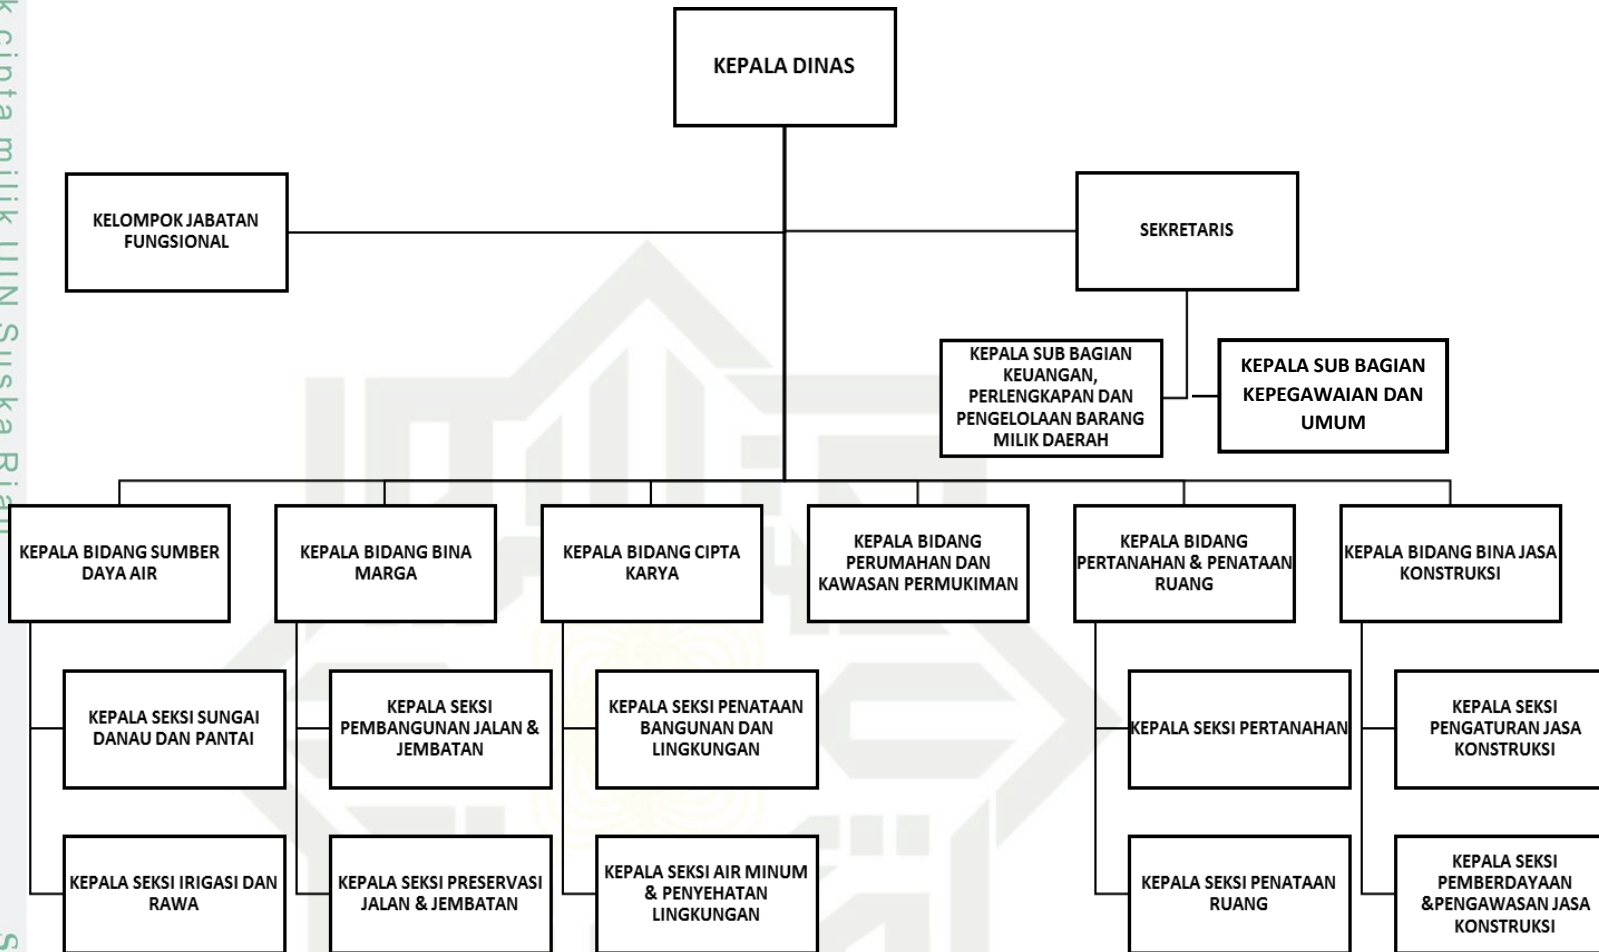 k cipta milik UIN Suska Riau
KEPALA DINAS
KELOMPOK JABATAN
FUNGSIONAL
SEKRETARIS
KEPALA SUB BAGIAN
KEUANGAN,
PERLENGKAPAN DAN
PENGELOLAAN BARANG
MILIK DAERAH
KEPALA SUB BAGIAN
KEPEGAWAIAN DAN
UMUM
KEPALA BIDANG SUMBER
DAYA AIR
KEPALA BIDANG BINA
MARGA
KEPALA BIDANG CIPTA
KARYA
KEPALA BIDANG
PERUMAHAN DAN
KAWASAN PERMUKIMAN
KEPALA BIDANG
PERTANAHAN & PENATAAN
RUANG
KEPALA BIDANG BINA JASA
KONSTRUKSI
KEPALA SEKSI SUNGAI
DANAU DAN PANTAI
KEPALA SEKSI
PEMBANGUNAN JALAN &
JEMBATAN
KEPALA SEKSI PENATAAN
BANGUNAN DAN
LINGKUNGAN
KEPALA SEKSI PERTANAHAN
KEPALA SEKSI
PENGATURAN JASA
KONSTRUKSI
KEPALA SEKSI IRIGASI DAN
RAWA
KEPALA SEKSI PRESERVASI
JALAN & JEMBATAN
KEPALA SEKSI AIR MINUM
& PENYEHATAN
LINGKUNGAN
KEPALA SEKSI PENATAAN
RUANG
KEPALA SEKSI
PEMBERDAYAAN
&PENGAWASAN JASA
KONSTRUKSI